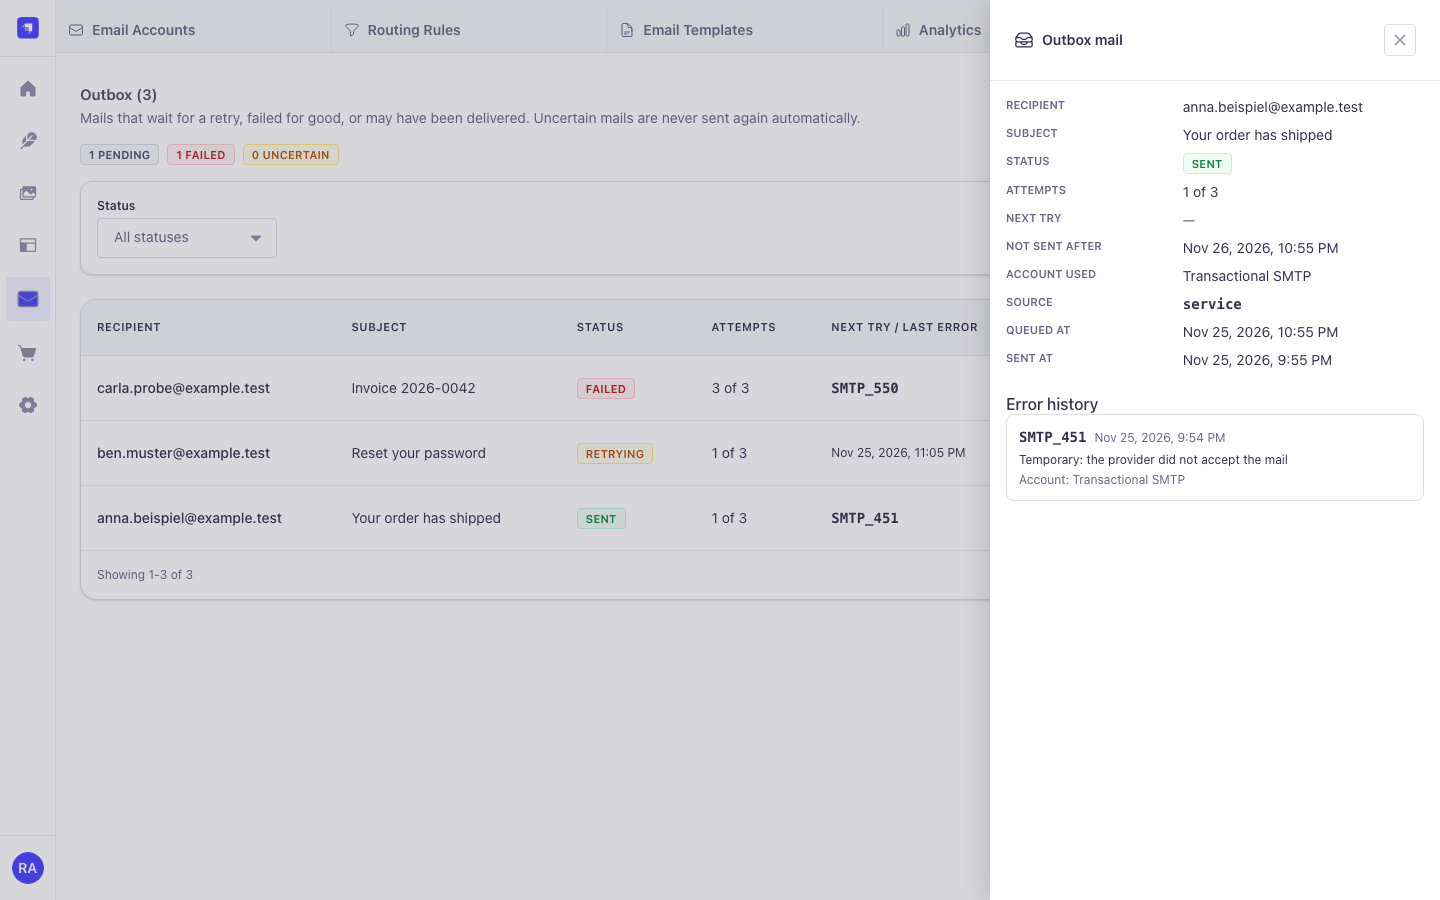 Email Accounts
Routing Rules
Email Templates
Analytics
Outbox (3)
Mails that wait for a retry, failed for good, or may have been delivered. Uncertain mails are never sent again automatically.
1 PENDING
1 FAILED
0 UNCERTAIN
Status
All statuses
RECIPIENT SUBJECT STATUS ATTEMPTS NEXT TRY / LAST ERROR
carla.probe@example.test Invoice 2026-0042 FAILED 3 of 3 SMTP_550
ben.muster@example.test Reset your password RETRYING 1 of 3 Nov 25, 2026, 11:05 PM
anna.beispiel@example.test Your order has shipped SENT 1 of 3 SMTP_451
Showing 1-3 of 3
RA
Outbox mail
RECIPIENT anna.beispiel@example.test
SUBJECT Your order has shipped
STATUS SENT
ATTEMPTS 1 of 3
NEXT TRY —
NOT SENT AFTER Nov 26, 2026, 10:55 PM
ACCOUNT USED Transactional SMTP
SOURCE service
QUEUED AT Nov 25, 2026, 10:55 PM
SENT AT Nov 25, 2026, 9:55 PM
Error history
SMTP_451 Nov 25, 2026, 9:54 PM
Temporary: the provider did not accept the mail
Account: Transactional SMTP